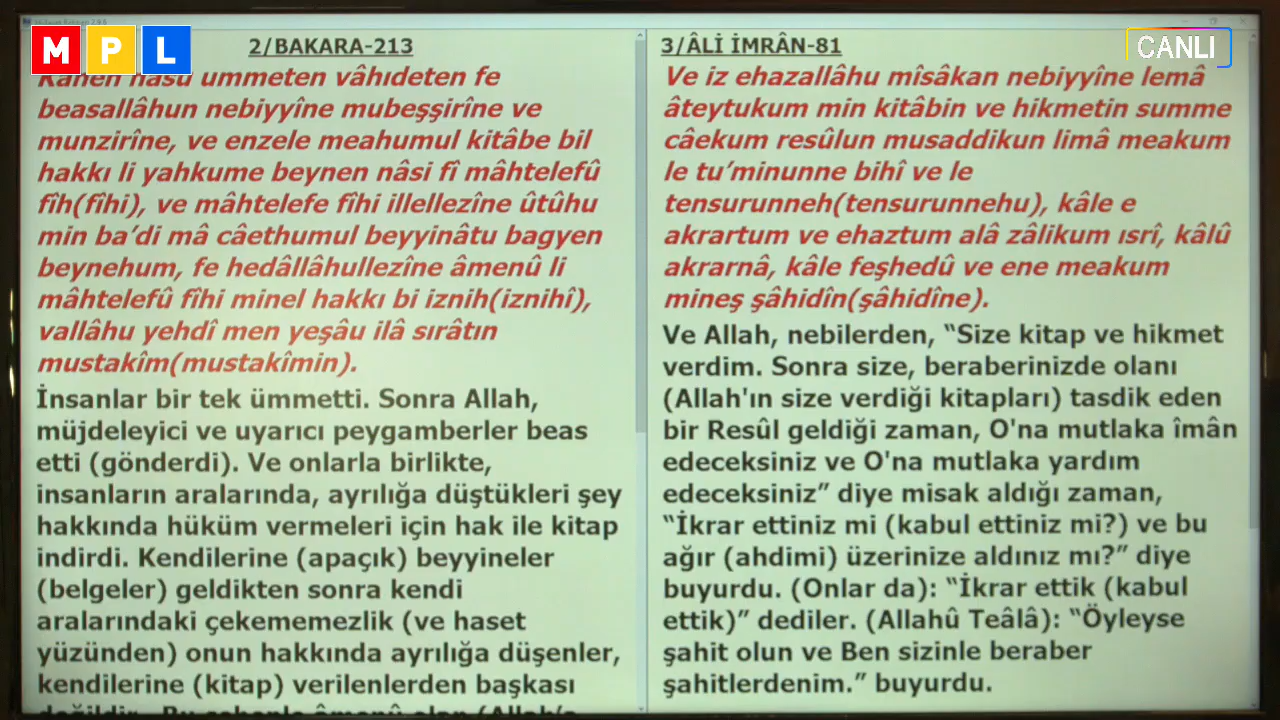 M P L
CANLI
2/BAKARA-213
nebiyyîne mubeşşirîne ve
Kânen nâsu ummeten vâhıdeten fe
beasallâhun nebiyyîne mubeşşirîne ve
munzirîne, ve enzele meahumul kitâbe bil
hakkı li yahkume beynen nâsi fî mâhtelefû
fîh(fîhi), ve mâhtelefe fîhi illellezîne ûtûhu
min ba’di mâ câethumul beyyinâtu bagyen
beynehum, fe hedâllâhullezîne âmenû li
mâhtelefû fîhi minel hakkı bi iznih(iznihî),
vallâhu yehdî men yeşâu ilâ sırâtın
mustakîm(mustakîmin).
İnsanlar bir tek ümmetti. Sonra Allah,
müjdeleyici ve uyarıcı peygamberler beas
etti (gönderdi). Ve onlarla birlikte,
insanların aralarında, ayrılığa düştükleri şey
hakkında hüküm vermeleri için hak ile kitap
indirdi. Kendilerine (apaçık) beyyineler
(belgeler) geldikten sonra kendi
aralarındaki çekememezlik (ve haset
yüzünden) onun hakkında ayrılığa düşenler,
kendilerine (kitap) verilenlerden başkası
3/ÂLİ İMRÂN-81
Ve iz ehazallâhu mîsâkan nebiyyîne lemâ
âteytukum min kitâbin ve hikmetin summe
câekum resûlun musaddikun limâ meakum
le tu’minunne bihî ve le
tensurunneh(tensurunnehu), kâle e
akrartum ve ehaztum alâ zâlikum ısrî, kâlû
akrarnâ, kâle feşhedû ve ene meakum
mineş şâhidîn(şâhidîne).
Ve Allah, nebilerden, “Size kitap ve hikmet
verdim. Sonra size, beraberinizde olanı
(Allah'ın size verdiği kitapları) tasdik eden
bir Resûl geldiği zaman, O'na mutlaka îmân
edeceksiniz ve O'na mutlaka yardım
edeceksiniz” diye misak aldığı zaman,
“İkrar ettiniz mi (kabul ettiniz mi?) ve bu
ağır (ahdimi) üzerinize aldınız mı?” diye
buyurdu. (Onlar da): “İkrar ettik (kabul
ettik)” dediler. (Allahû Teâlâ): “Öyleyse
şahit olun ve Ben sizinle beraber
şahitlerdenim.” buyurdu.